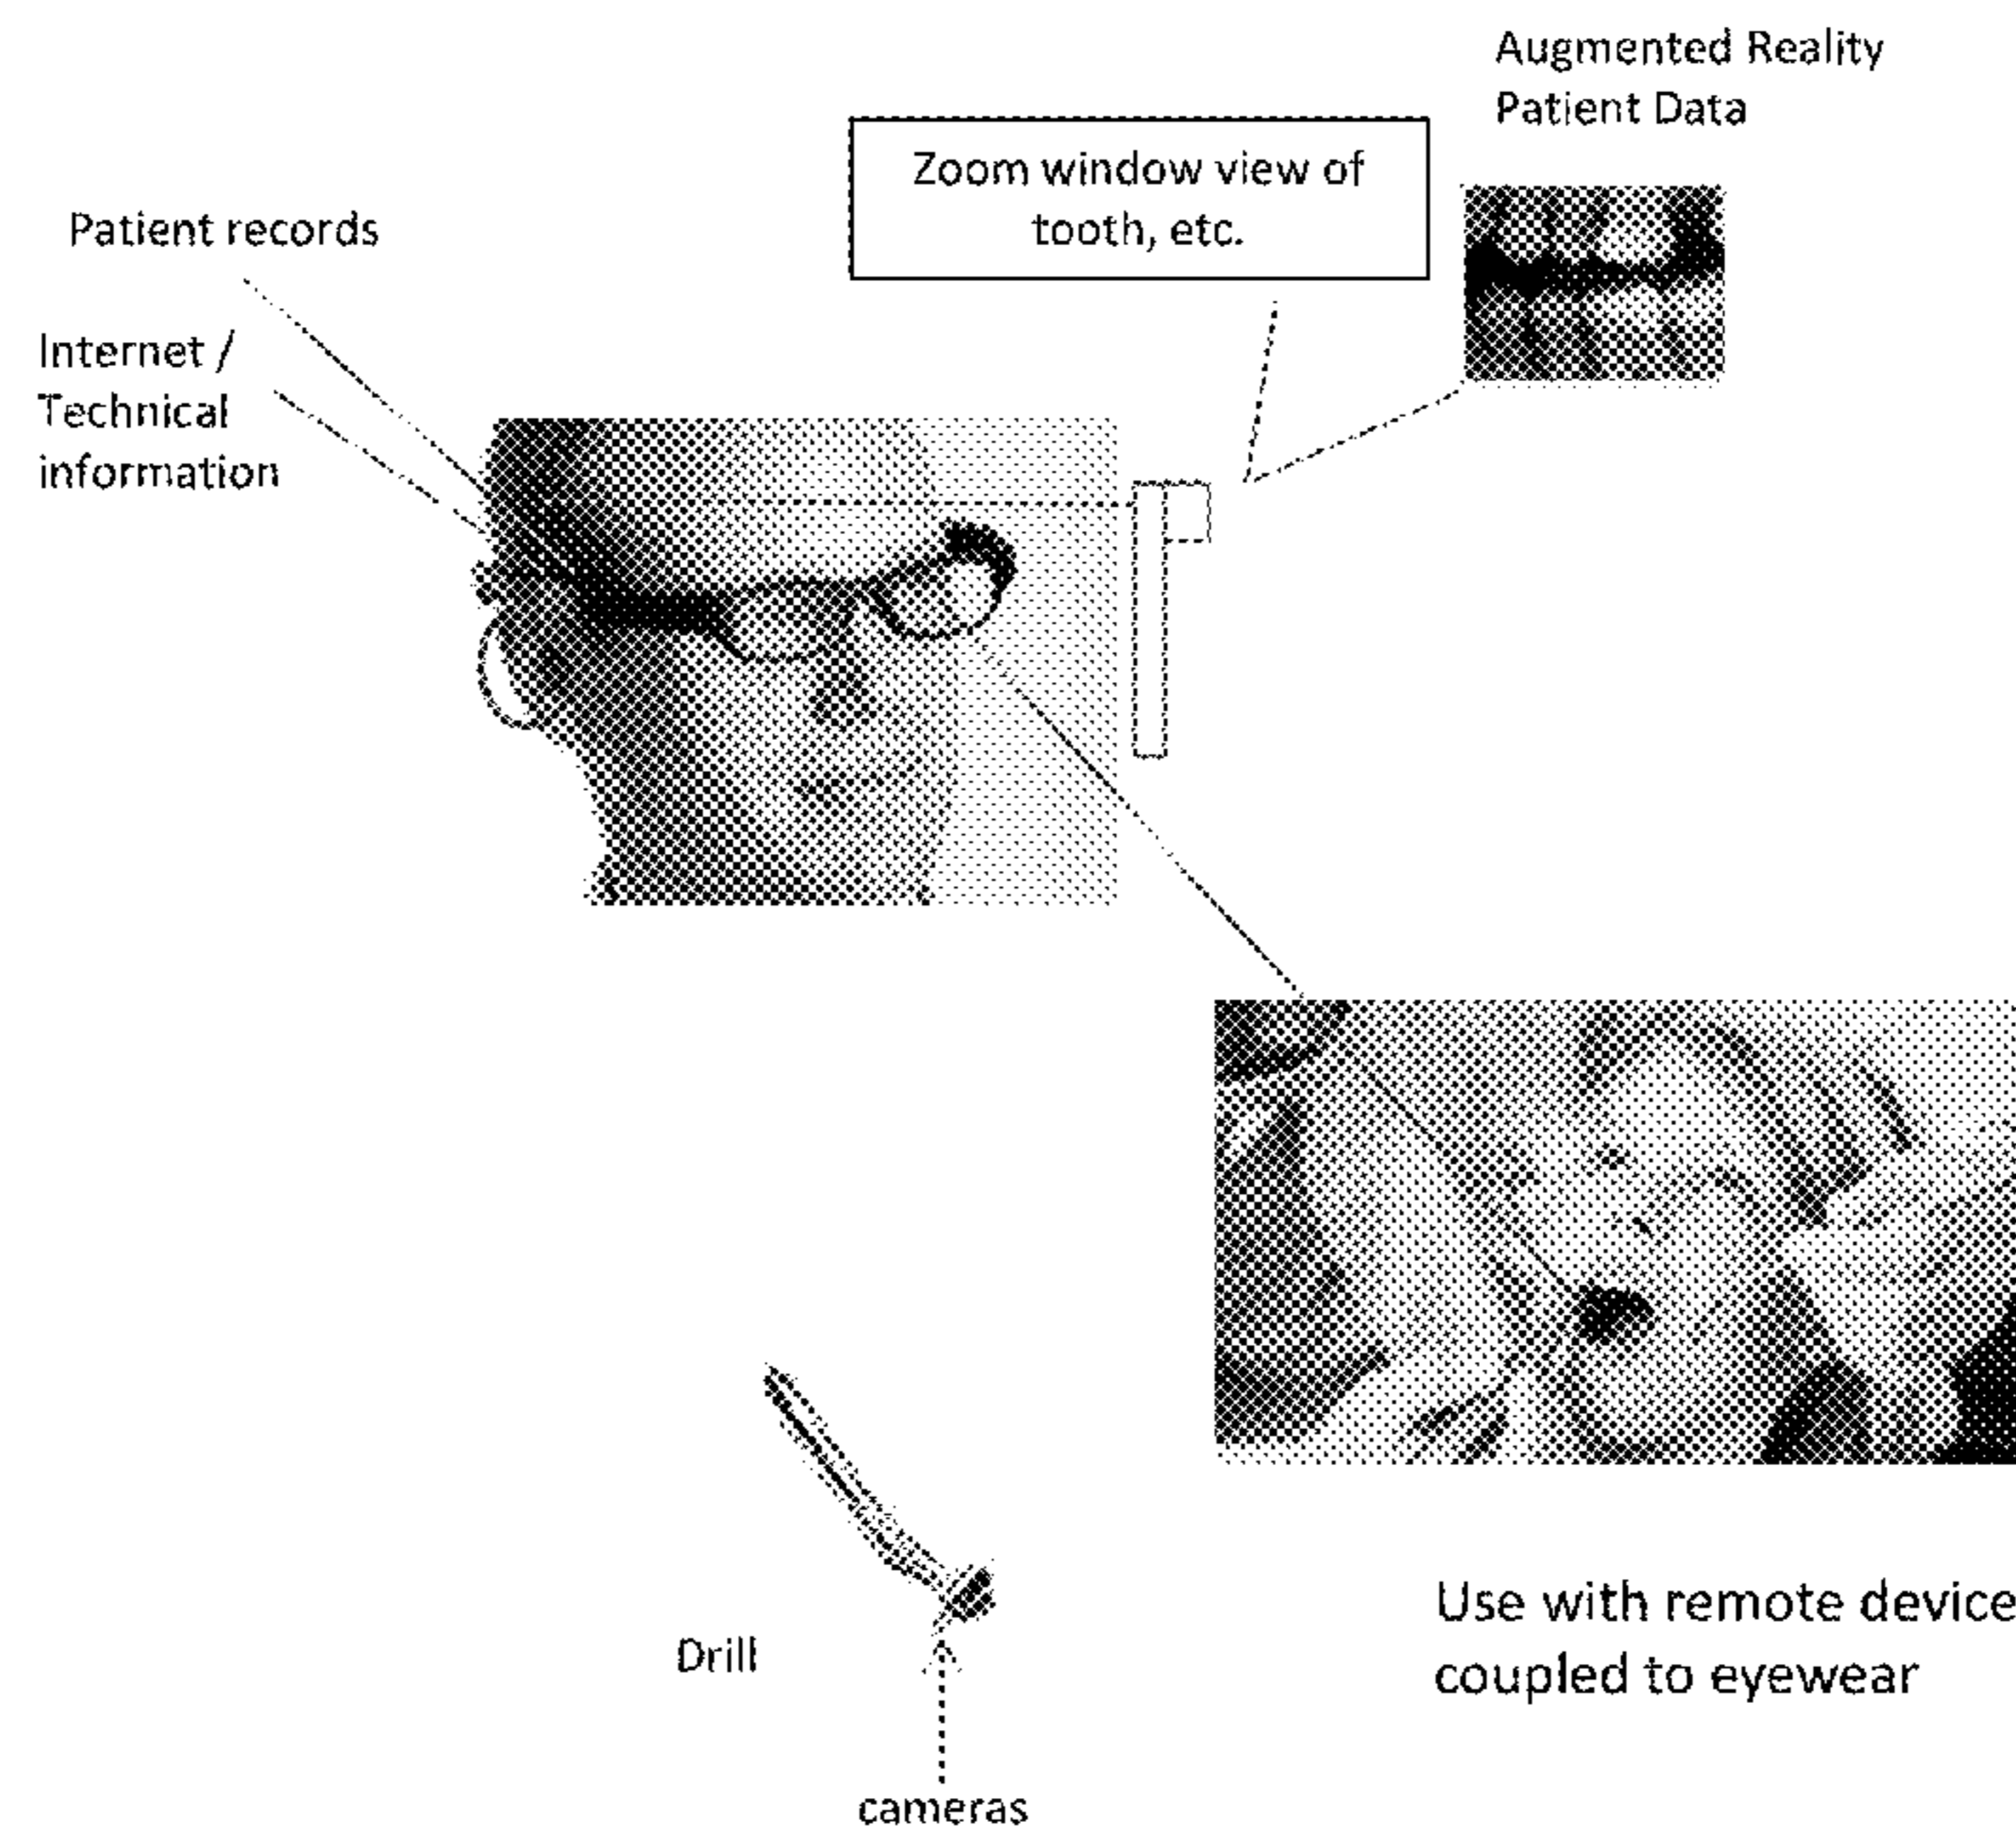 Augmented Reality
Patient Data
Zoom window view of
tooth, etc.
Patient records
Internet /
Technical
information
Drill
cameras
Use with remote device
coupled to eyewear